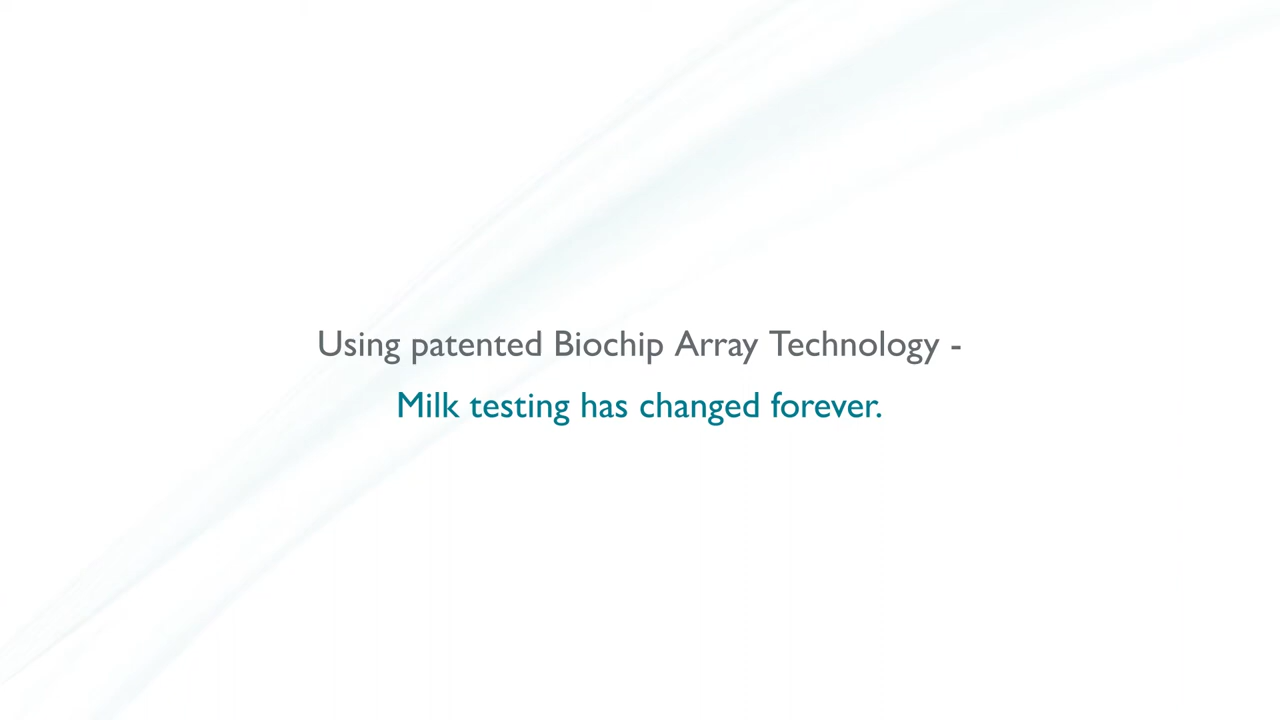 Using patented Biochip Array Technology -
Milk testing has changed forever.